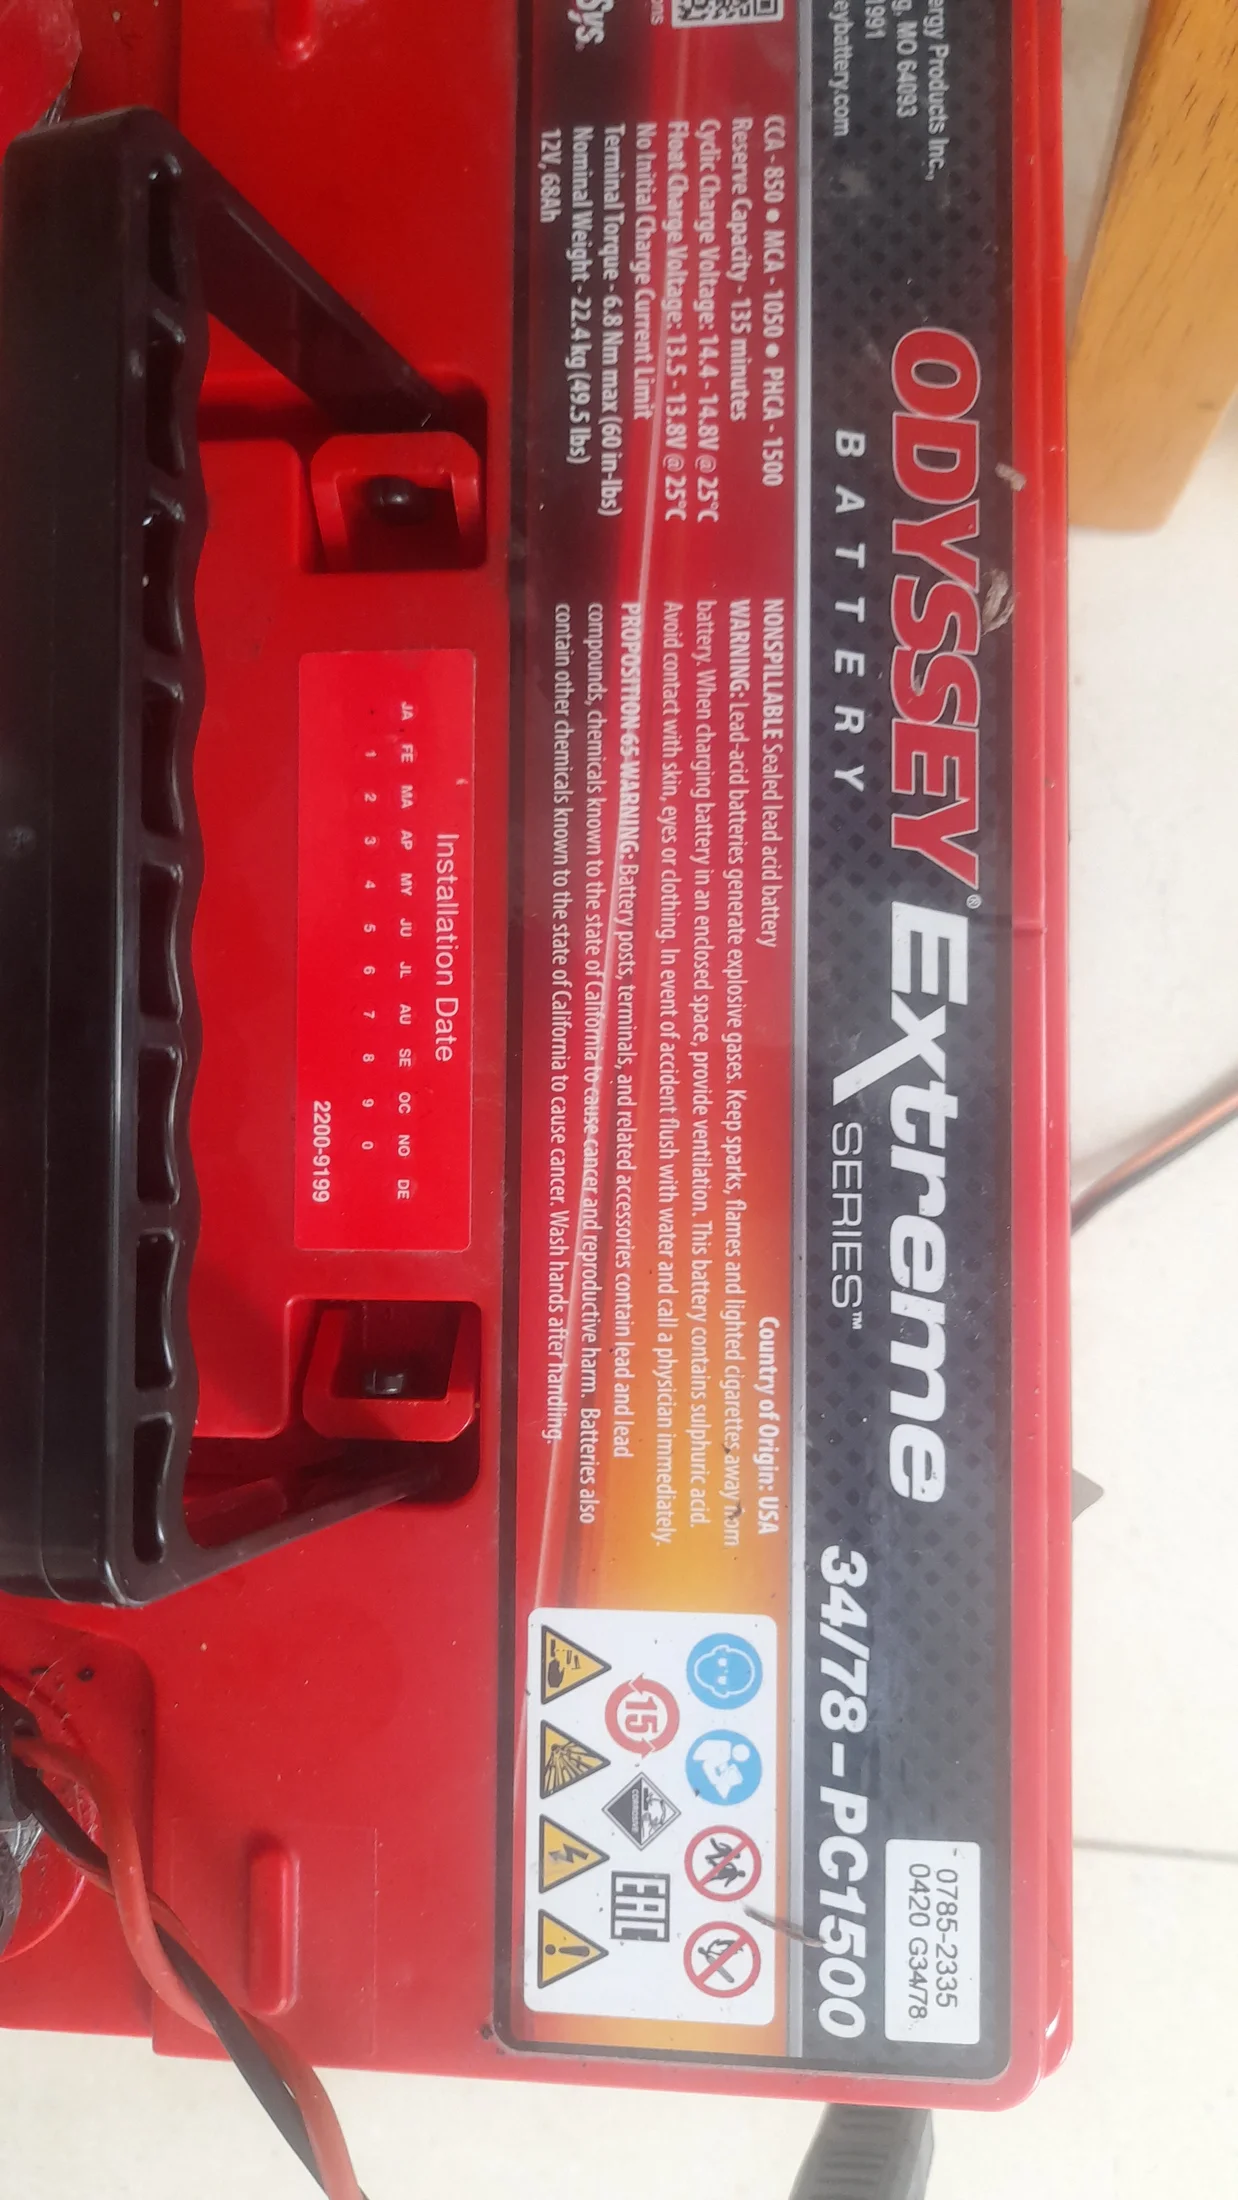 ergy Products Inc.,
g, MO 64093
1991
eybattery.com
ODYSSEY®
BATTERY
Extreme
SERIES™
34/78-PC1500
0785-2335
0420 G34/78
Sys.
ons
CCA - 850 • MCA - 1050 • PHCA - 1500
Reserve Capacity - 135 minutes
Cyclic Charge Voltage: 14.4 - 14.8V @ 25°C
Float Charge Voltage: 13.5 - 13.8V @ 25°C
No Initial Charge Current Limit
Terminal Torque - 6.8 Nm max (60 in-lbs)
Nominal Weight - 22.4 kg (49.5 lbs)
12V, 68Ah
Country of Origin: USA
NONSPILLABLE Sealed lead acid battery
WARNING: Lead-acid batteries generate explosive gases. Keep sparks, flames and lighted cigarettes away from
battery. When charging battery in an enclosed space, provide ventilation. This battery contains sulphuric acid.
Avoid contact with skin, eyes or clothing. In event of accident flush with water and call a physician immediately.
PROPOSITION 65 WARNING: Battery posts, terminals, and related accessories contain lead and lead
compounds, chemicals known to the state of California to cause cancer and reproductive harm. Batteries also
contain other chemicals known to the state of California to cause cancer. Wash hands after handling.
15
CORROSIVE
EAC
Installation Date
JA FE MA AP MY JU JL AU SE OC NO DE
1 2 3 4 5 6 7 8 9 0
2200-9199